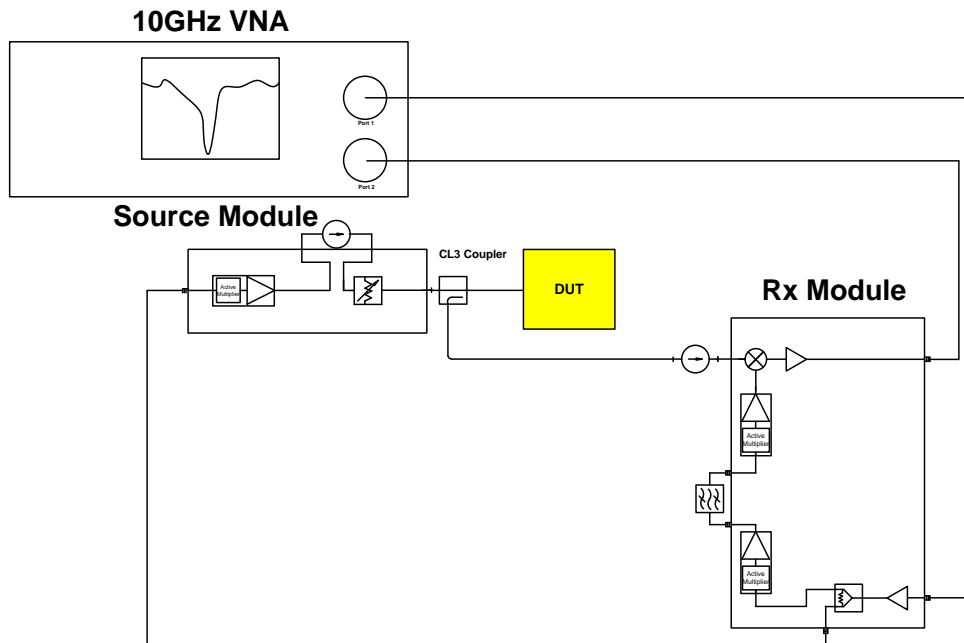 10GHz VNA
Port 1
Port 2
Source Module
CL3 Coupler
Active
Multiplier
DUT
Rx Module
Active
Multiplier
Active
Multiplier